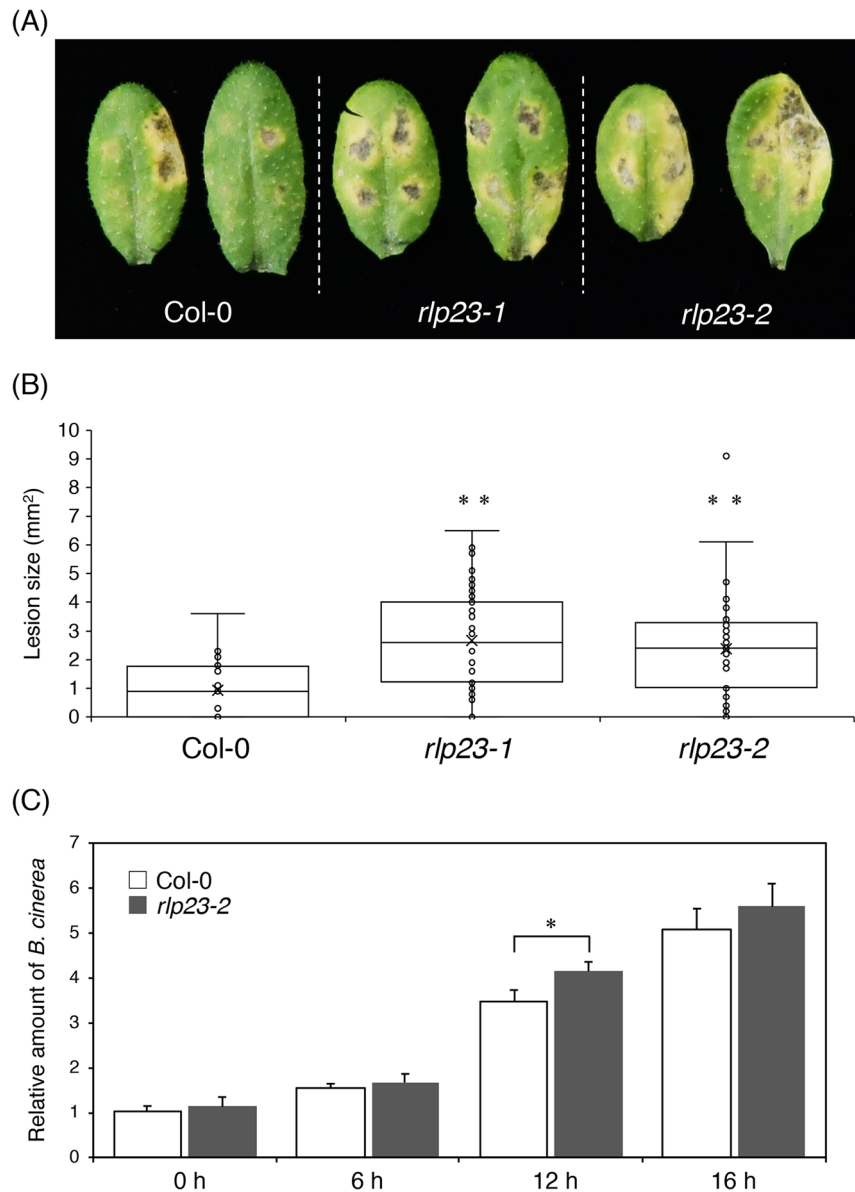 (A)
Col-0 rlp23-1 rlp23-2
(B)
Lesion size (mm²)
10
9
8
7
6
5
4
3
2
1
0
* *
* *
Col-0 rlp23-1 rlp23-2
(C)
Relative amount of B. cinerea
7
6
5
4
3
2
1
0
Col-0
rlp23-2
*
0 h 6 h 12 h 16 h